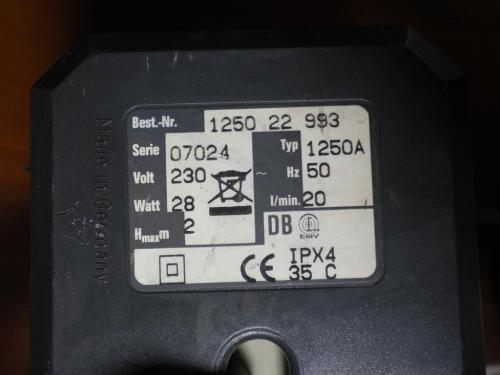 Best.-Nr. 1250 22 993
Serie 07024 Typ 1250A
Volt 230 ~ Hz 50
Watt 28 l/min. 20
Hmaxm 2 DB
EMV
CE IPX4
35 C
Made in Germany